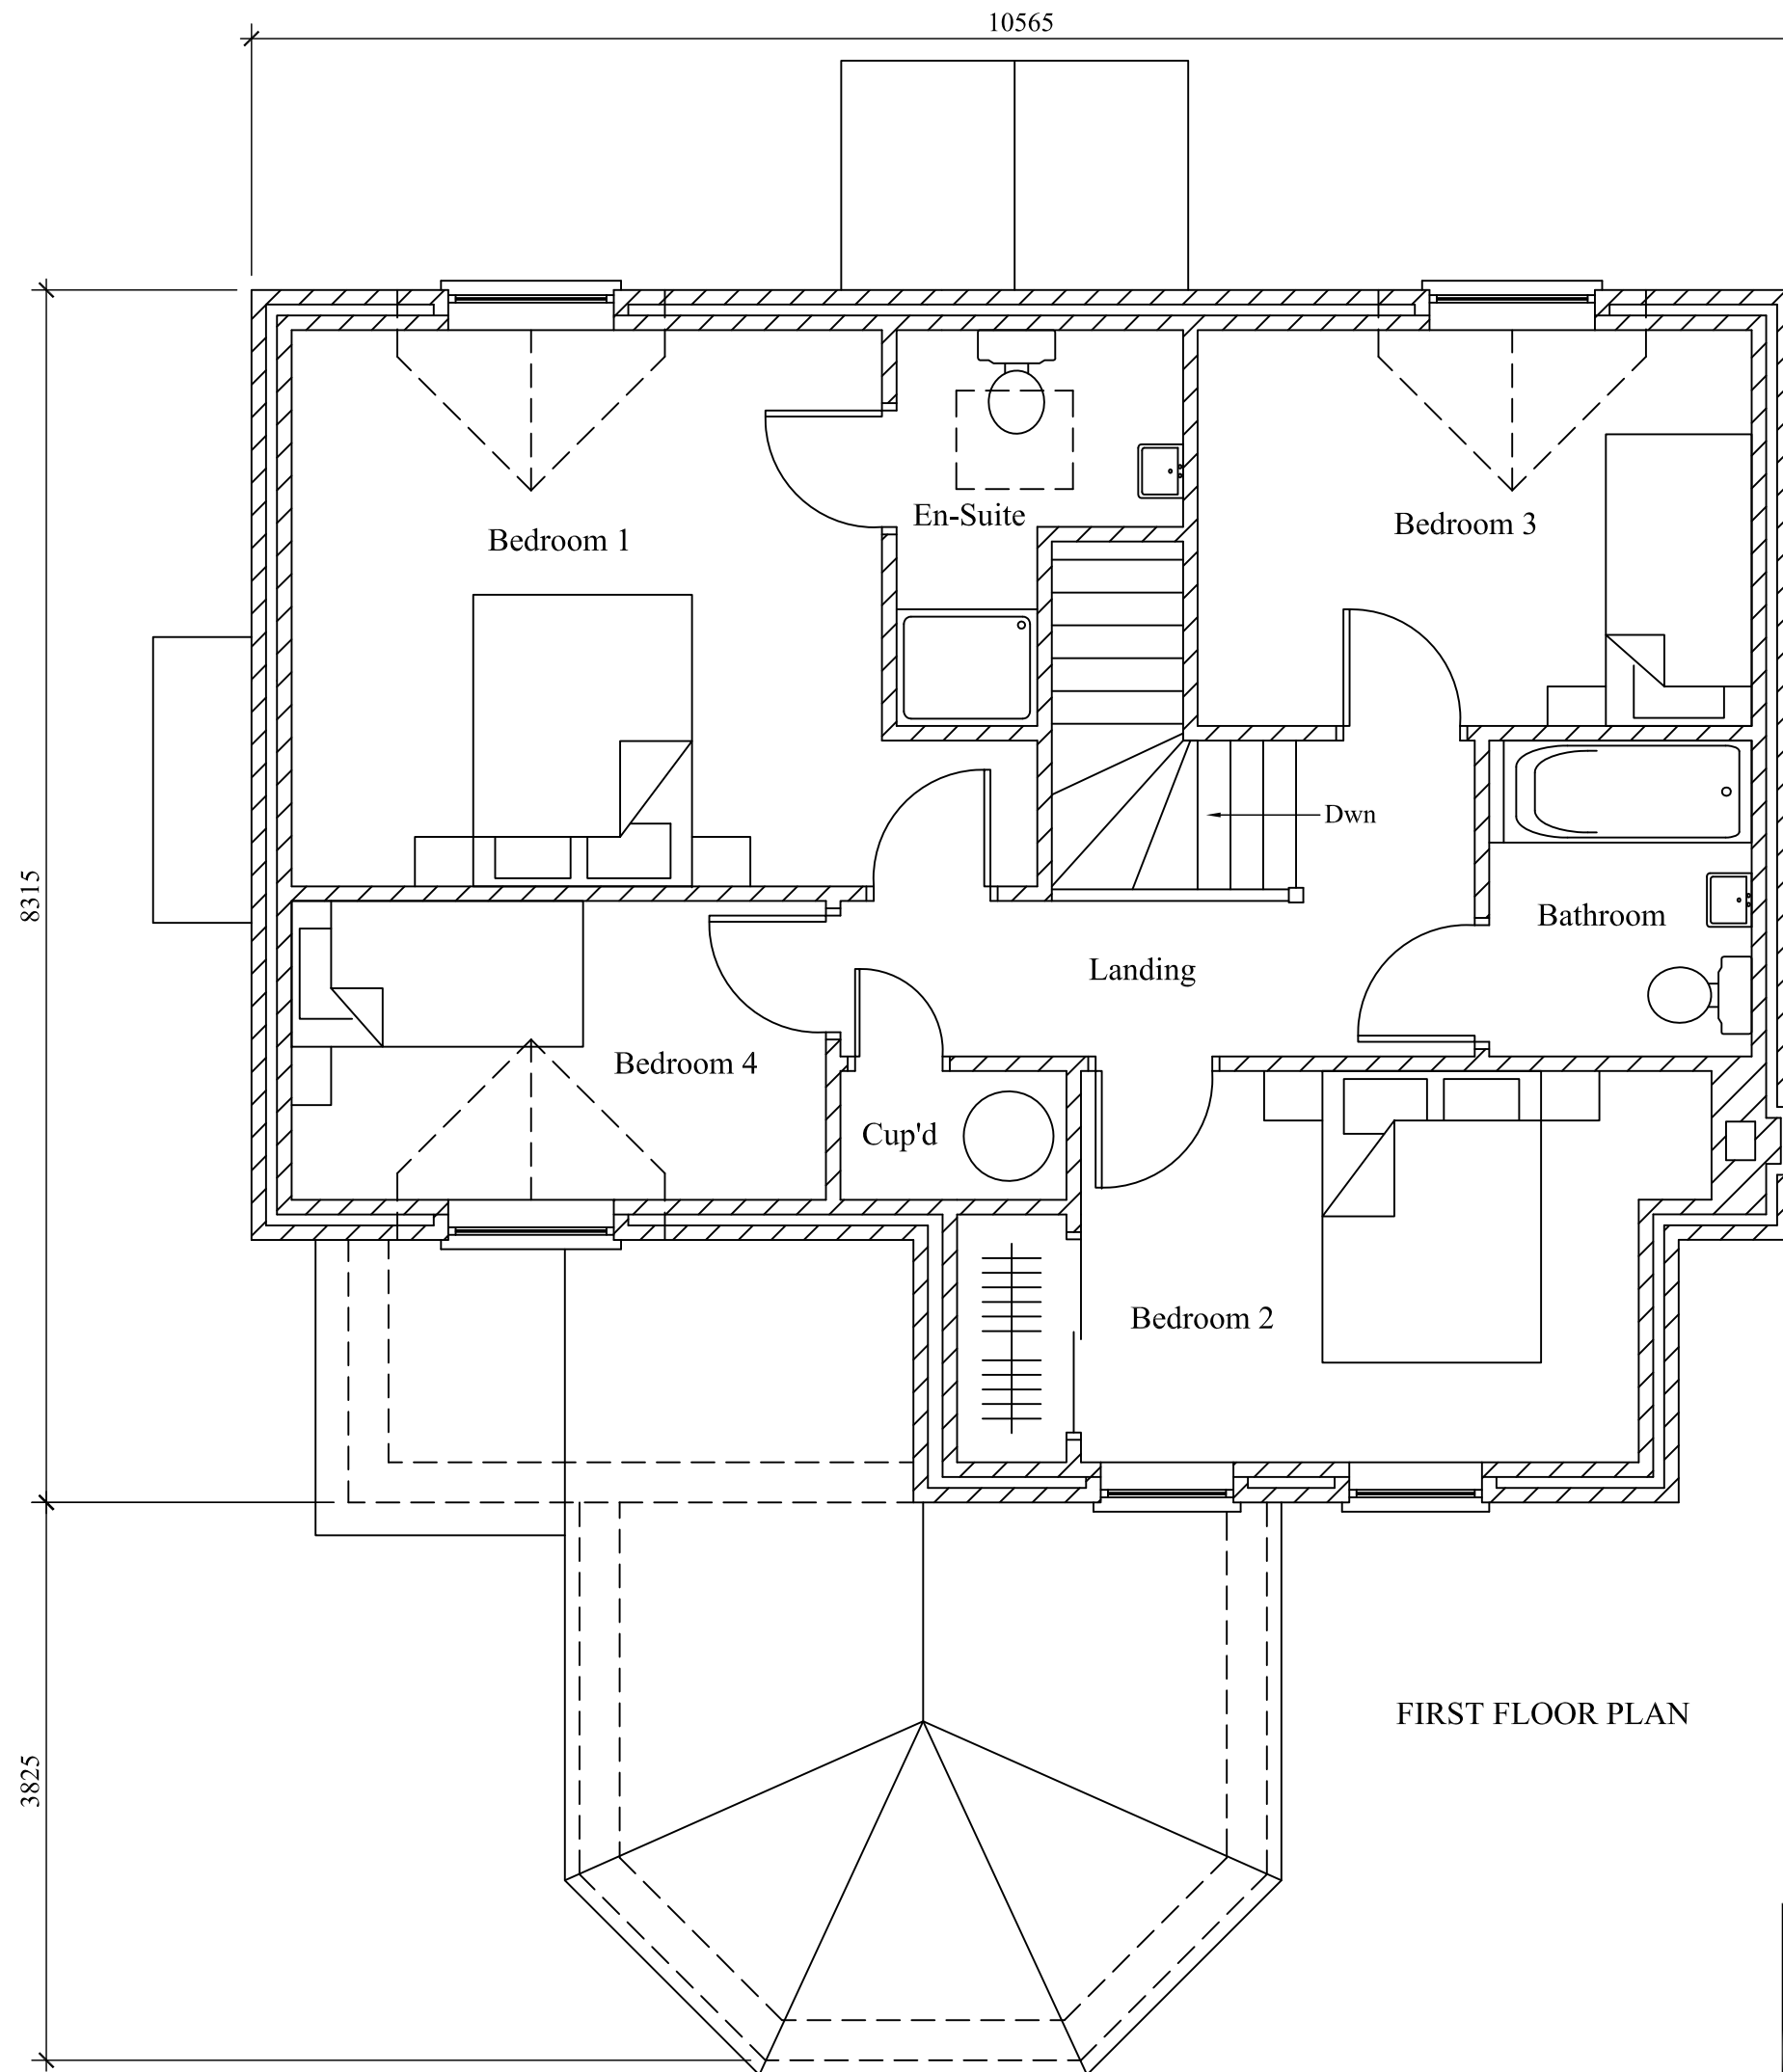 10565
En-Suite
Bedroom 3
Bedroom 1
Dwn
8315
Bathroom
Landing
Bedroom 4
Cup'd
Bedroom 2
FIRST FLOOR PLAN
3825